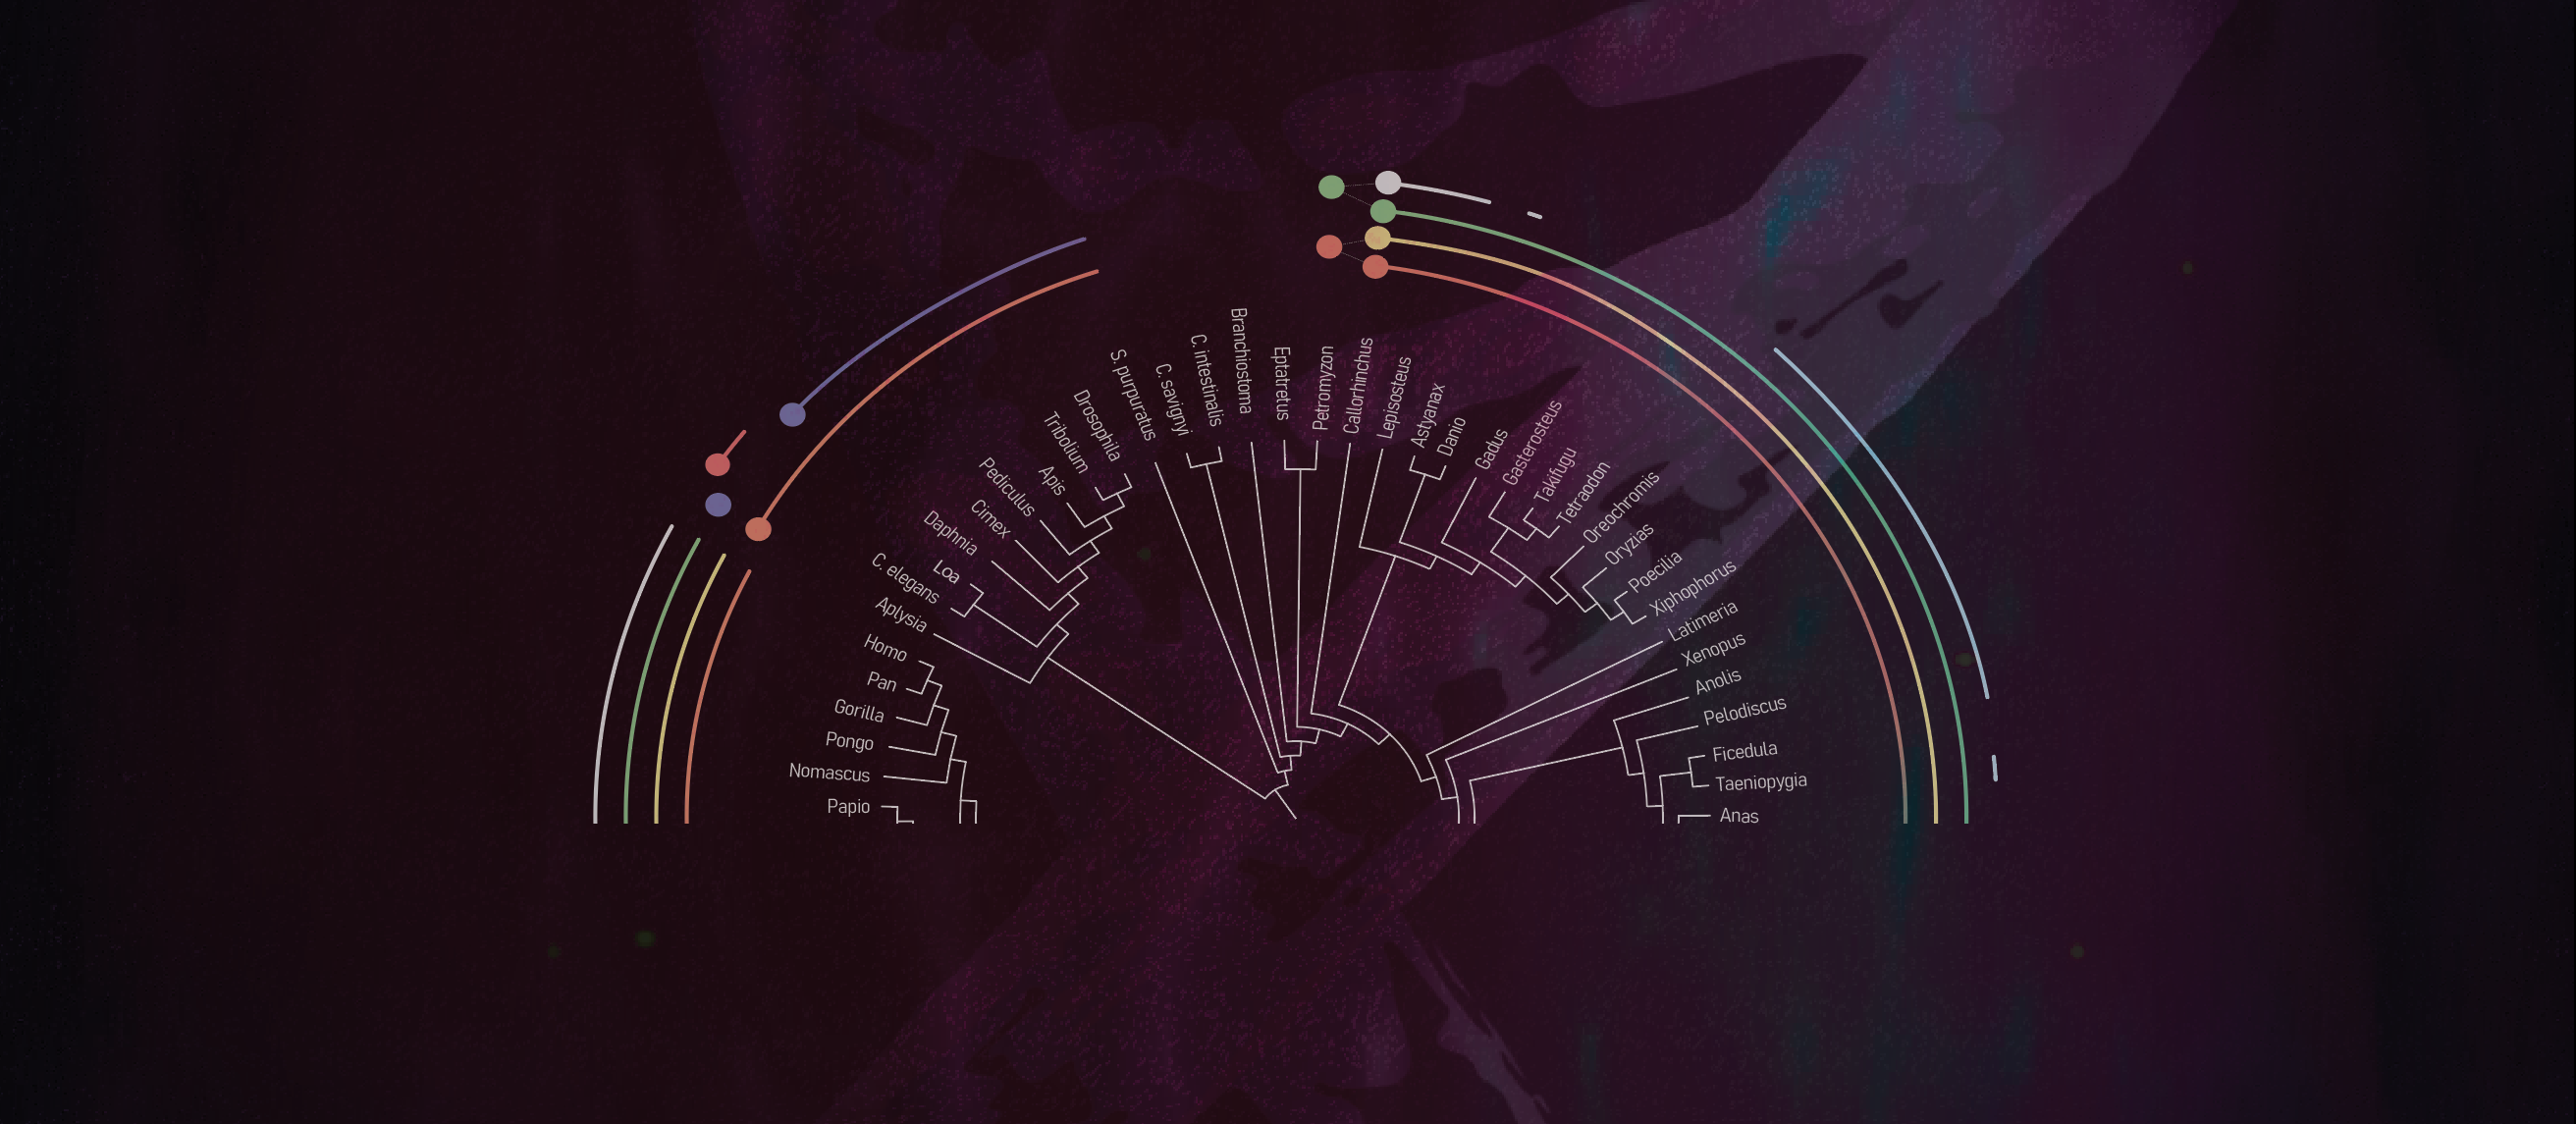 Papio
Nomascus
Pongo
Gorilla
Pan
Homo
Aplysia
C. elegans
Loa
Daphnia
Cimex
Pediculus
Apis
Tribolium
Drosophila
S. purpuratus
C. savignyi
C. intestinalis
Branchiostoma
Eptatretus
Petromyzon
Callorhinchus
Lepisosteus
Astyanax
Danio
Gadus
Gasterosteus
Takifugu
Tetraodon
Oreochromis
Oryzias
Poecilia
Xiphophorus
Latimeria
Xenopus
Anolis
Pelodiscus
Ficedula
Taeniopygia
Anas